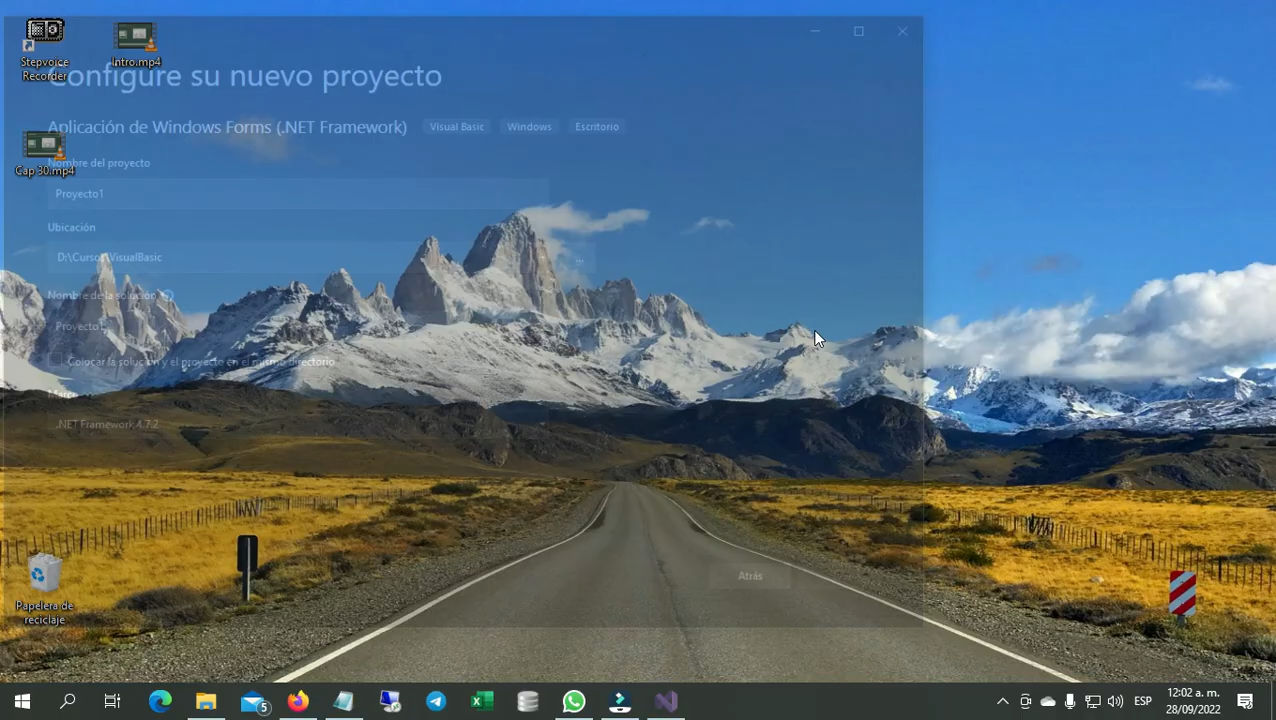 Stepvoice
Recorder
Intro.mp4
Cap 30.mp4
Configure su nuevo proyecto
Aplicación de Windows Forms (.NET Framework)
Visual Basic
Windows
Escritorio
Nombre del proyecto
Proyecto1
Ubicación
D:\Cursos\VisualBasic
...
Nombre de la solución
Proyecto1
Colocar la solución y el proyecto en el mismo directorio
.NET Framework 4.7.2
Atrás
Papelera de
reciclaje
5
ESP
12:02 a. m.
28/09/2022